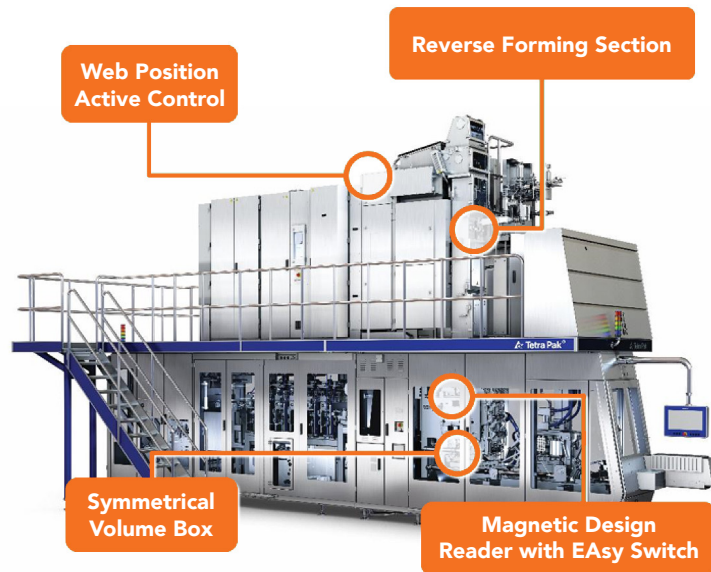 Reverse Forming Section
Web Position
Active Control
Tetra Pak
Symmetrical
Volume Box
Magnetic Design
Reader with EAsy Switch